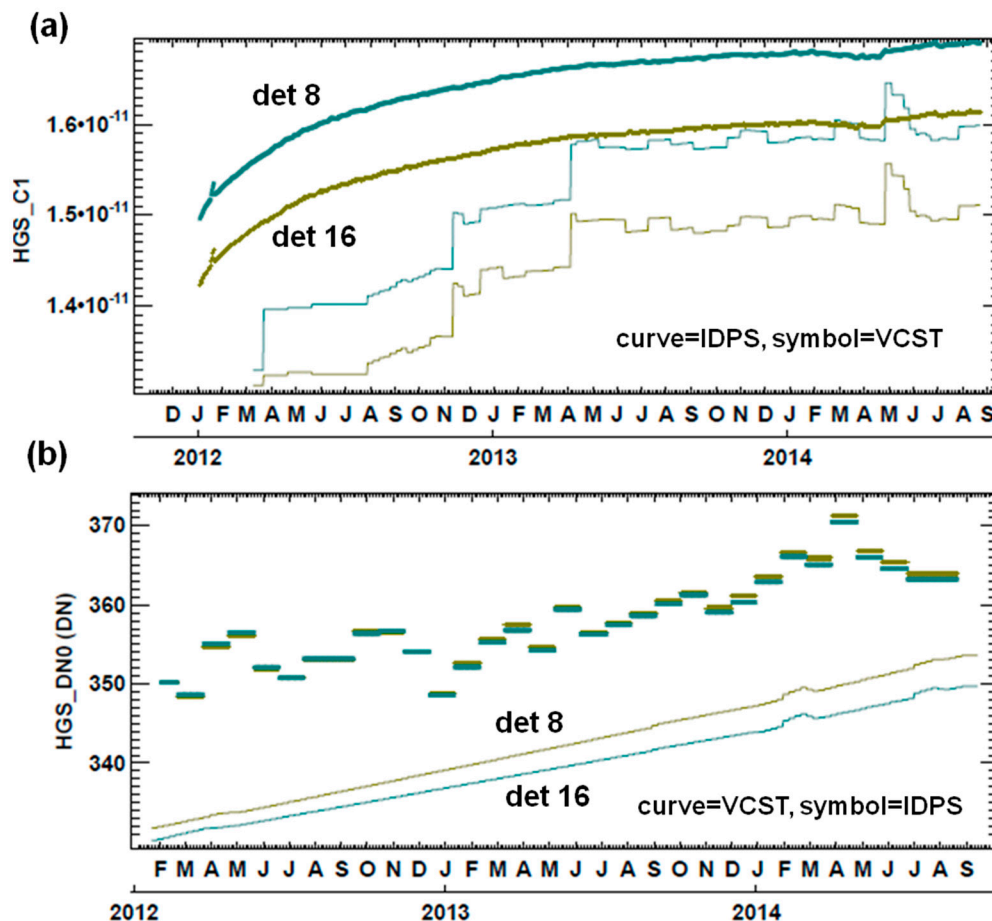 (a)
HGS_C1
1.6•10⁻¹¹
1.5•10⁻¹¹
1.4•10⁻¹¹
det 8
det 16
curve=IDPS, symbol=VCST
D J F M A M J J A S O N D J F M A M J J A S O N D J F M A M J J A S
2012 2013 2014
(b)
HGS_DN0 (DN)
370
360
350
340
det 8
det 16
curve=VCST, symbol=IDPS
F M A M J J A S O N D J F M A M J J A S O N D J F M A M J J A S
2012 2013 2014